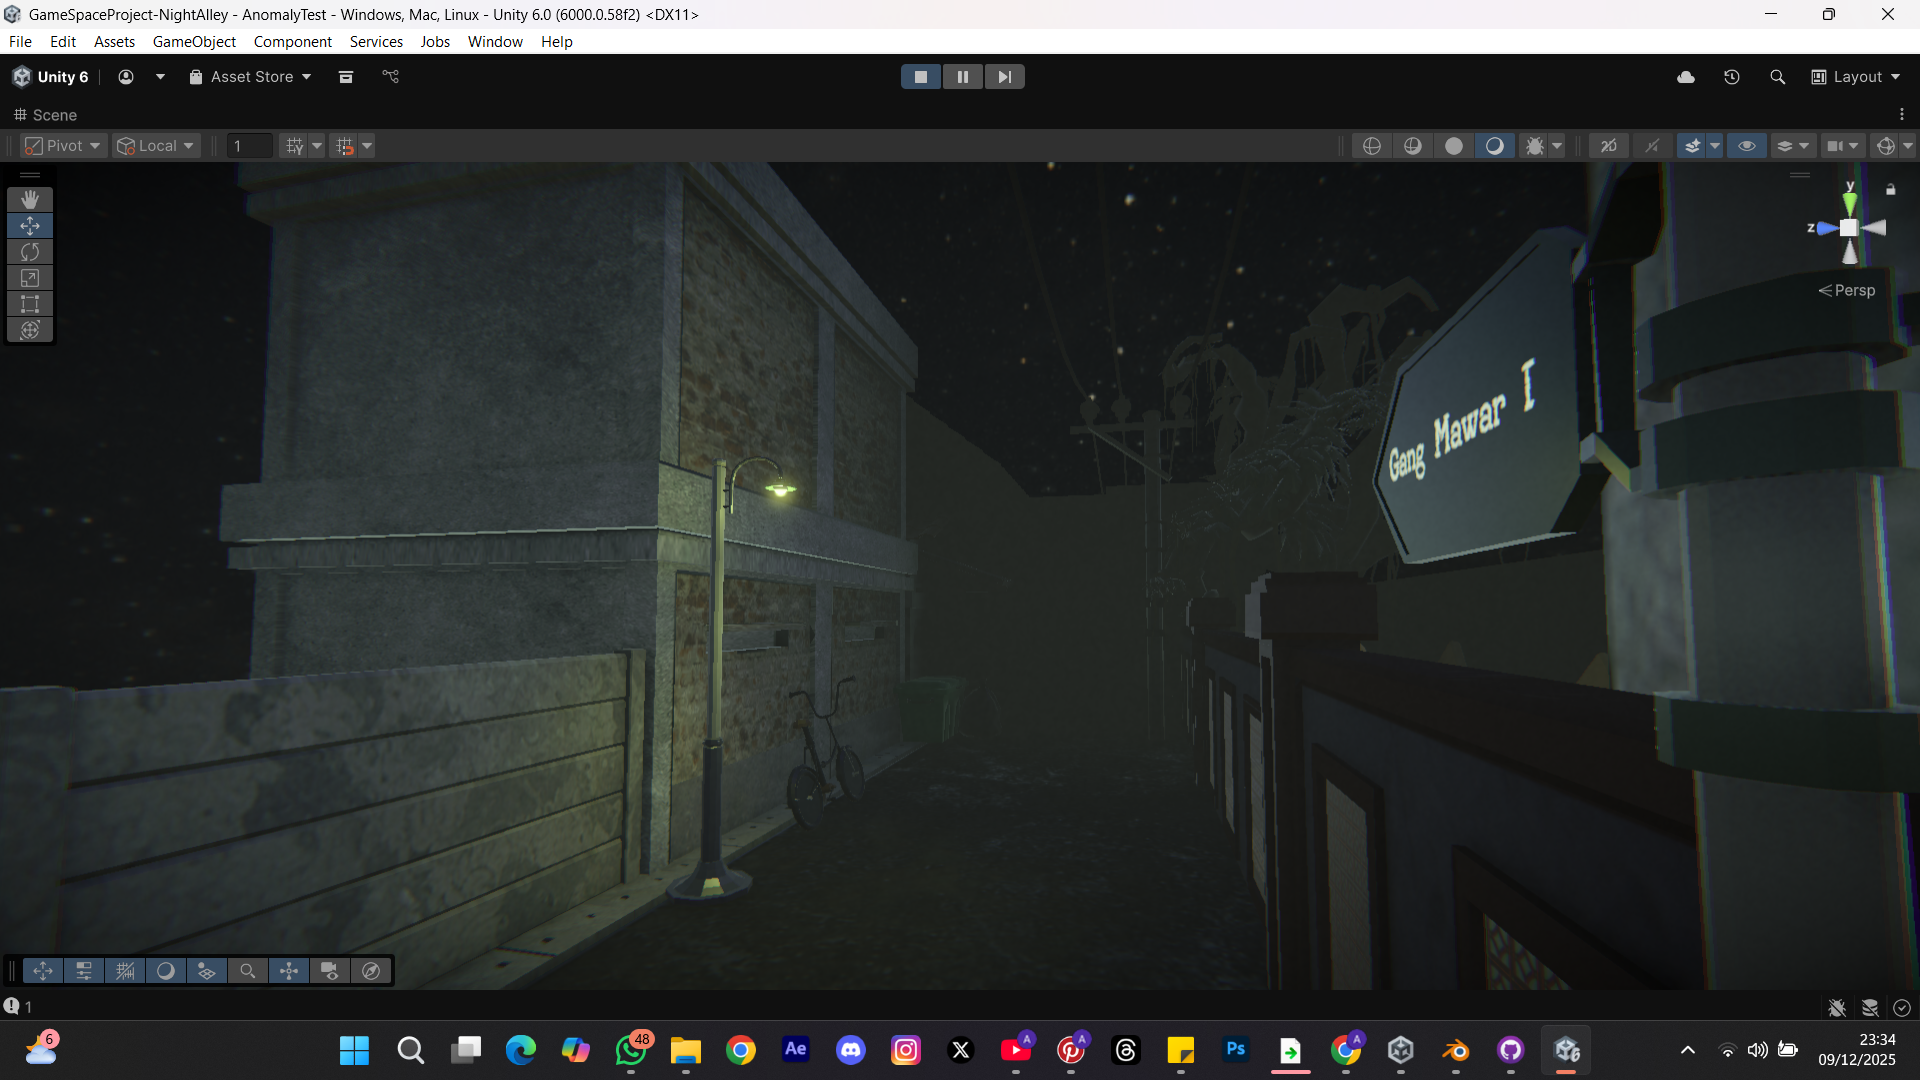 GameSpaceProject-NightAlley - AnomalyTest - Windows, Mac, Linux - Unity 6.0 (6000.0.58f2) <DX11>
File Edit Assets GameObject Component Services Jobs Window Help
Unity 6 Asset Store Layout
Scene
Pivot Local 1 2D
y
z
Persp
Gang Mawar I
1
6 48 Ae A A Ps A 6 23:34
09/12/2025